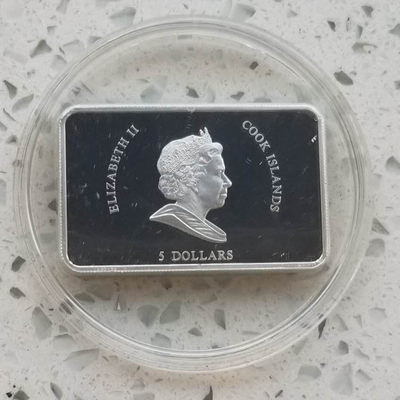 ELIZABETH II
COOK ISLANDS
5 DOLLARS